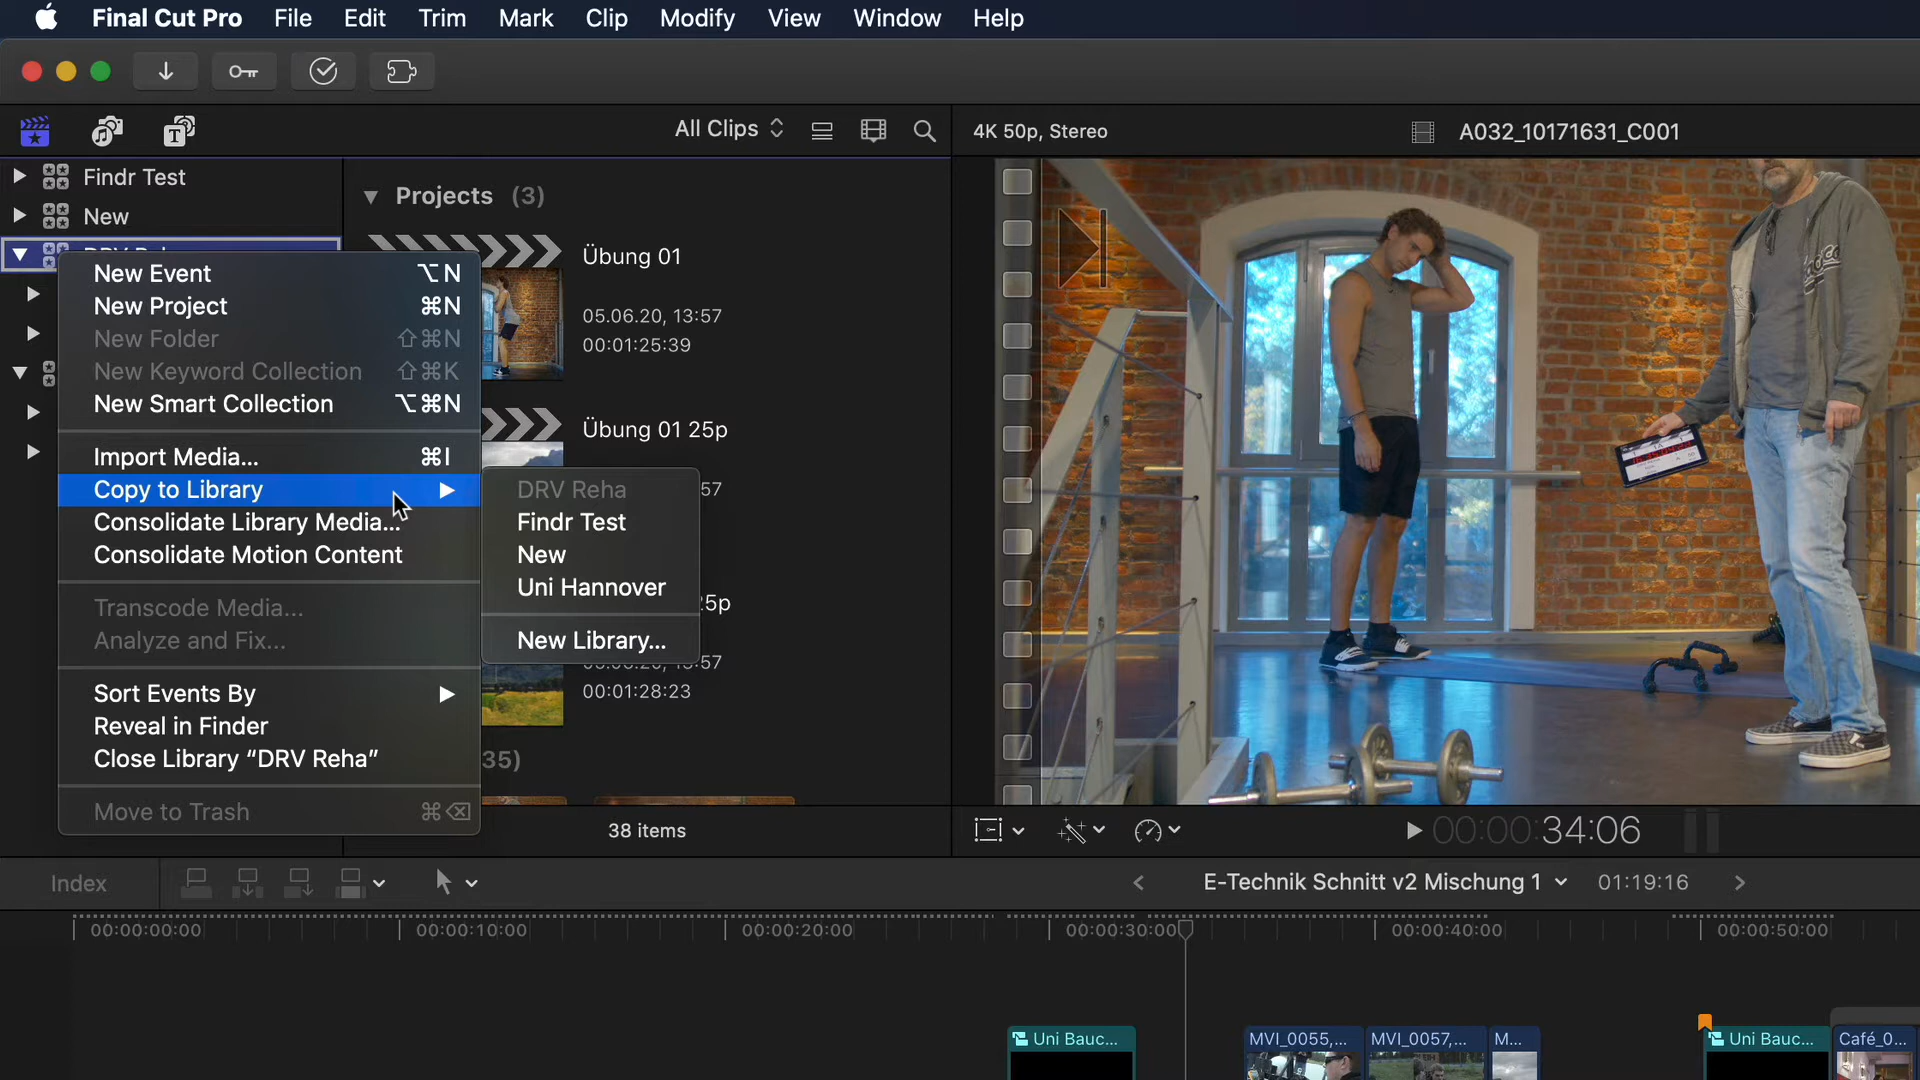 Final Cut Pro File Edit Trim Mark Clip Modify View Window Help
All Clips
4K 50p, Stereo
A032_10171631_C001
Findr Test
New
Projects (3)
Übung 01
05.06.20, 13:57
00:01:25:39
Übung 01 25p
57
25p
57
00:01:28:23
35)
38 items
New Event ⌥N
New Project ⌘N
New Folder ⇧⌘N
New Keyword Collection ⇧⌘K
New Smart Collection ⌥⌘N
Import Media... ⌘I
Copy to Library
Consolidate Library Media...
Consolidate Motion Content
Transcode Media...
Analyze and Fix...
Sort Events By
Reveal in Finder
Close Library “DRV Reha”
Move to Trash ⌘⌫
DRV Reha
Findr Test
New
Uni Hannover
New Library...
00:00:34:06
Index
E-Technik Schnitt v2 Mischung 1
01:19:16
00:00:00:00 00:00:10:00 00:00:20:00 00:00:30:00 00:00:40:00 00:00:50:00
Uni Bauc...
MVI_0055,...
MVI_0057,...
M...
Uni Bauc...
Café_0...